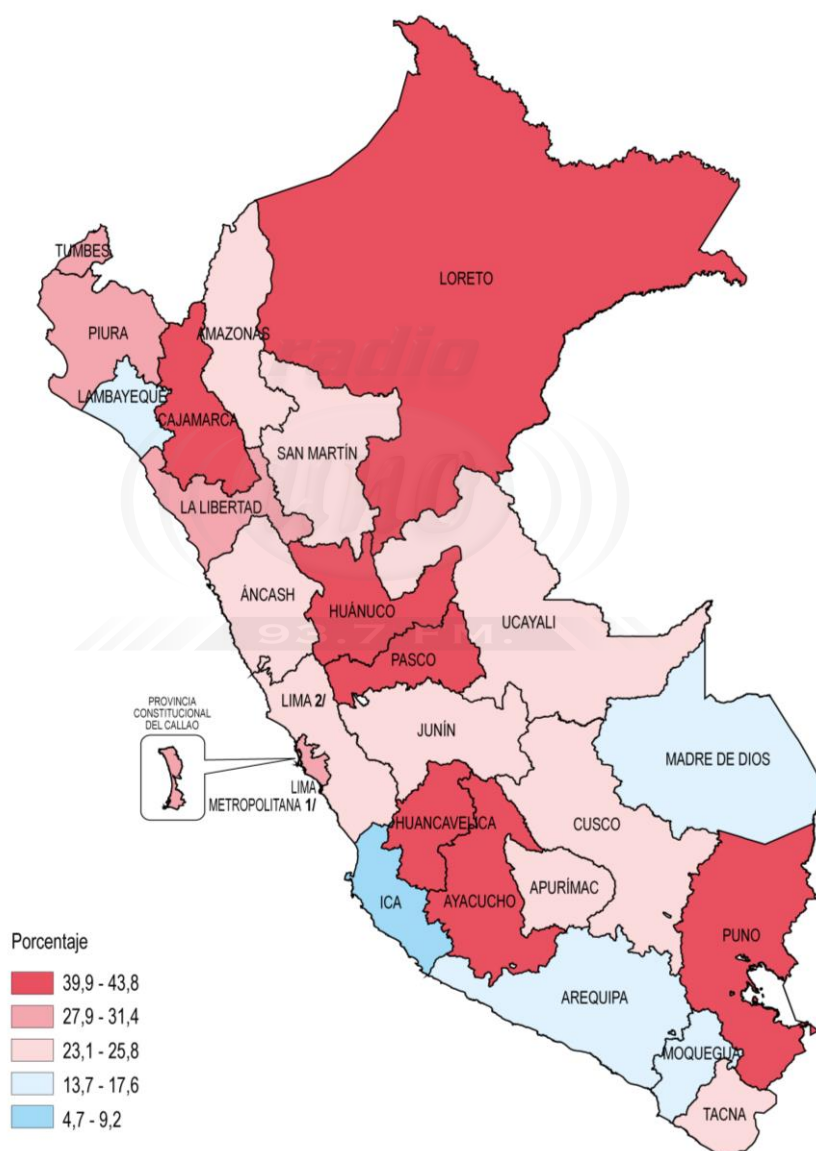 TUMBES
PIURA
LAMBAYEQUE
CAJAMARCA
AMAZONAS
LORETO
SAN MARTÍN
LA LIBERTAD
ÁNCASH
HUÁNUCO
PASCO
UCAYALI
LIMA 2/
JUNÍN
PROVINCIA
CONSTITUCIONAL
DEL CALLAO
LIMA
METROPOLITANA 1/
MADRE DE DIOS
HUANCAVELICA
CUSCO
ICA
AYACUCHO
APURÍMAC
PUNO
AREQUIPA
MOQUEGUA
TACNA
Porcentaje
39,9 - 43,8
27,9 - 31,4
23,1 - 25,8
13,7 - 17,6
4,7 - 9,2
radio
uno
93.7 FM.